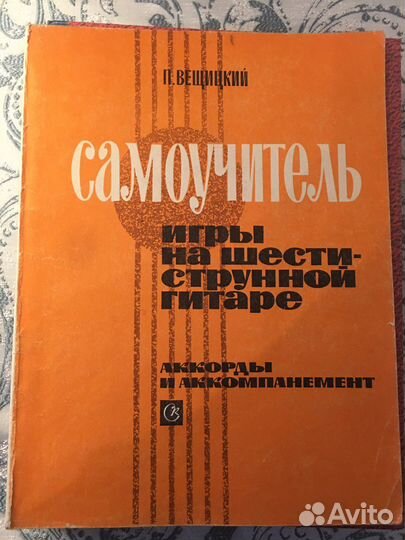 П. ВЕЩИЦКИЙ
САМОУЧИТЕЛЬ
ИГРЫ
НА ШЕСТИ-
СТРУННОЙ
ГИТАРЕ
АККОРДЫ
И АККОМПАНЕМЕНТ
СК
Avito